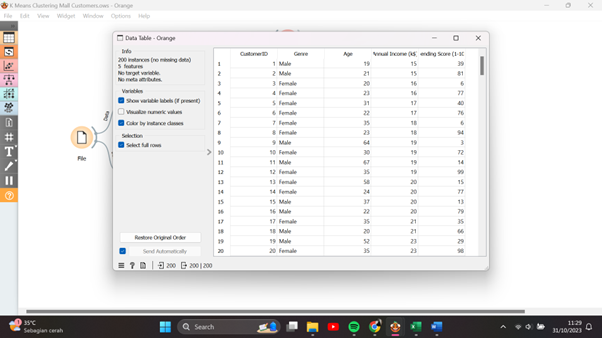 K Means Clustering Mall Customers.ows - Orange
File Edit View Widget Window Options Help
Data Table - Orange
Info
200 instances (no missing data)
5 features
No target variable.
No meta attributes.
Variables
Show variable labels (if present)
Visualize numeric values
Color by instance classes
Selection
Select full rows
Restore Original Order
Send Automatically
200 200 | 200
CustomerID Genre Age Annual Income (k$) ending Score (1-10
1 1 Male 19 15 39
2 2 Male 21 15 81
3 3 Female 20 16 6
4 4 Female 23 16 77
5 5 Female 31 17 40
6 6 Female 22 17 76
7 7 Female 35 18 6
8 8 Female 23 18 94
9 9 Male 64 19 3
10 10 Female 30 19 72
11 11 Male 67 19 14
12 12 Female 35 19 99
13 13 Female 58 20 15
14 14 Female 24 20 77
15 15 Male 37 20 13
16 16 Male 22 20 79
17 17 Female 35 21 35
18 18 Male 20 21 66
19 19 Male 52 23 29
20 20 Female 35 23 98
Data
File
35°C
Sebagian cerah
Search
11:29
31/10/2023